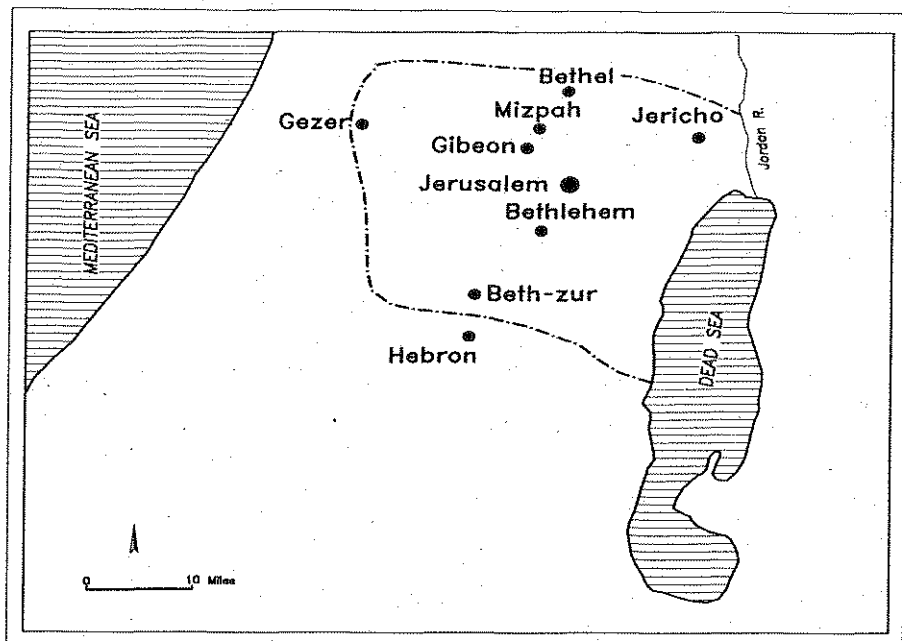 Bethel
Mizpah
Gezer
Jericho
Gibeon
Jordan R.
Jerusalem
Bethlehem
MEDITERRANEAN SEA
Beth-zur
Hebron
DEAD SEA
0 10 Miles